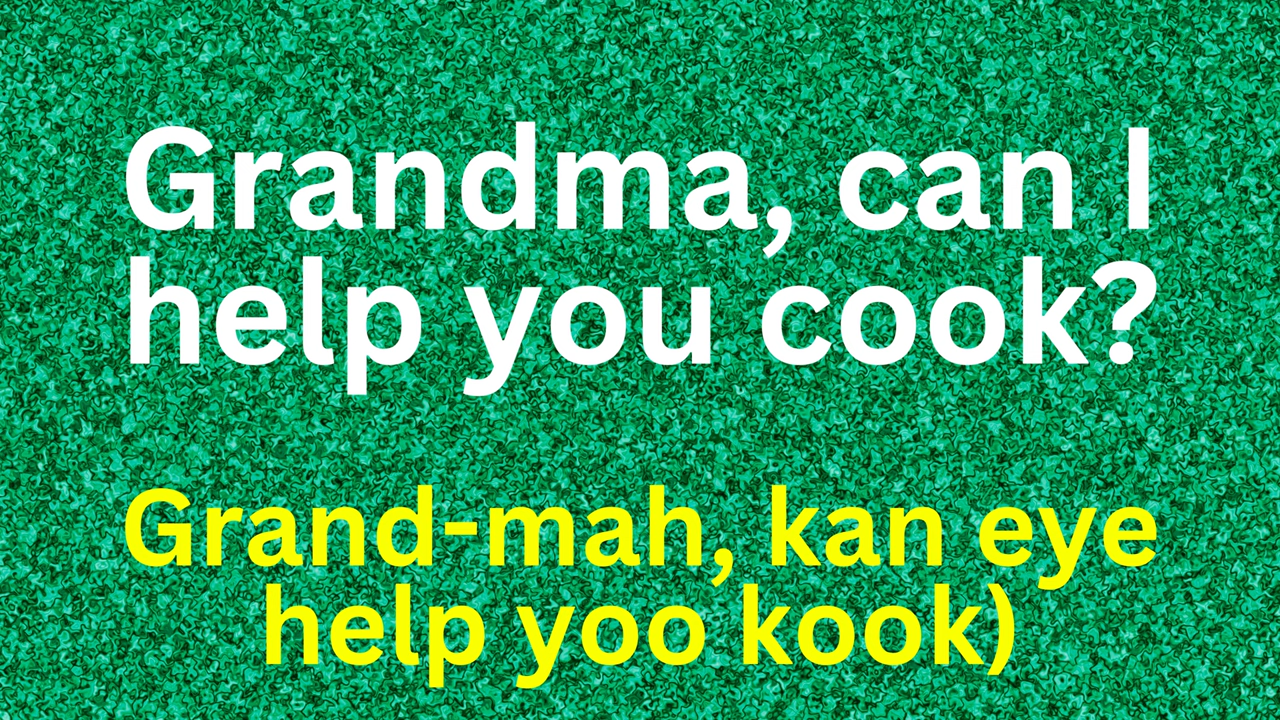 Grandma, can I
help you cook?
Grand-mah, kan eye
help yoo kook)